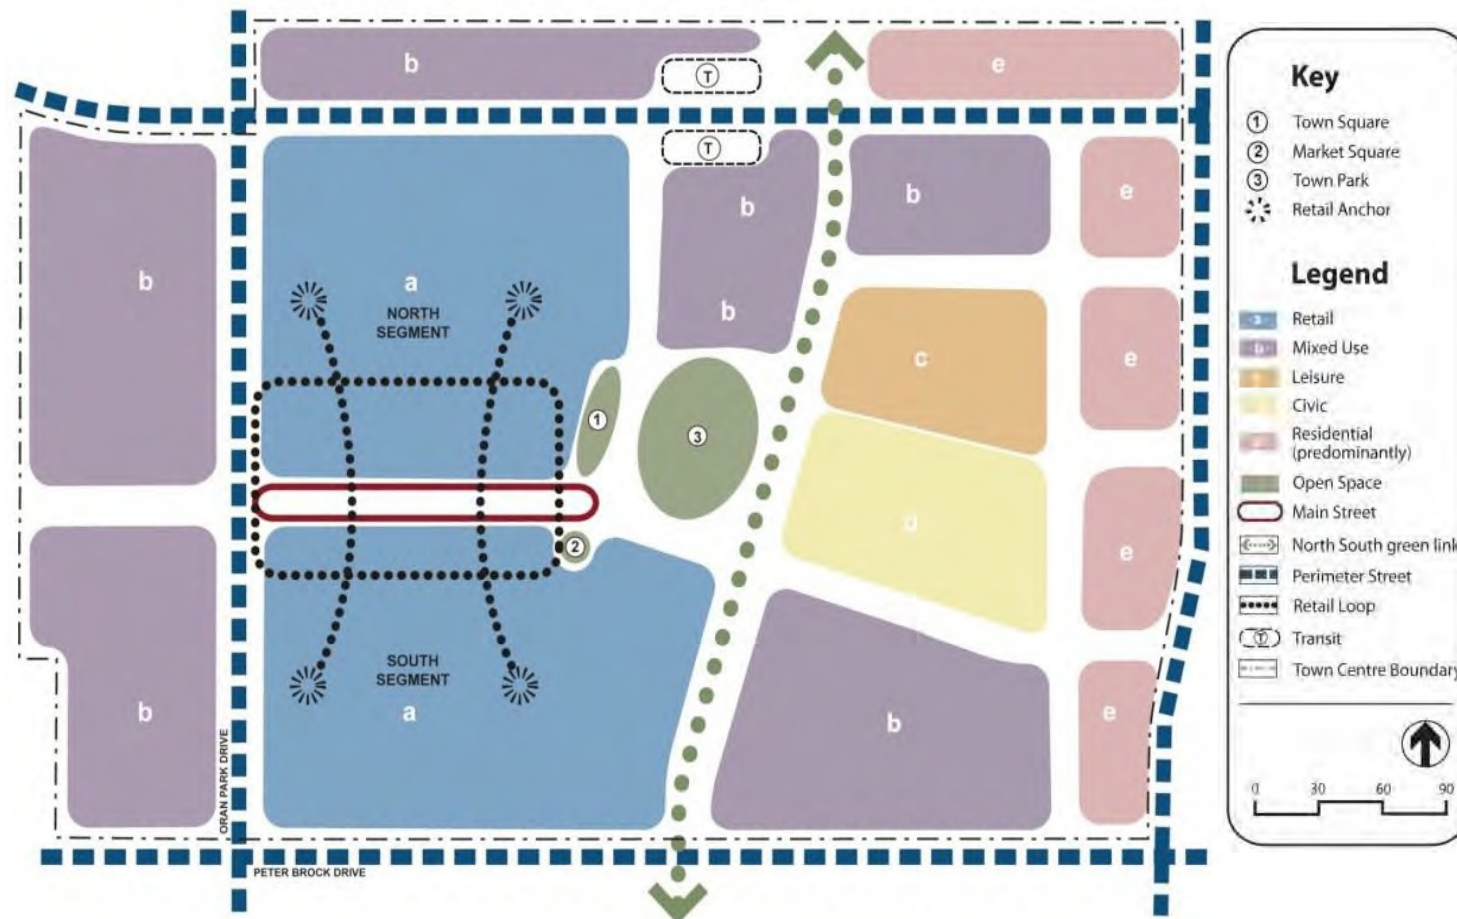 b
T
e
T
b
b
b
e
b
a
NORTH
SEGMENT
b
c
e
1
3
2
d
e
SOUTH
SEGMENT
a
b
b
e
ORAN PARK DRIVE
PETER BROCK DRIVE
Key
1 Town Square
2 Market Square
3 Town Park
Retail Anchor
Legend
Retail
b Mixed Use
Leisure
Civic
Residential
(predominantly)
Open Space
Main Street
North South green link
Perimeter Street
Retail Loop
T Transit
Town Centre Boundary
0 30 60 90